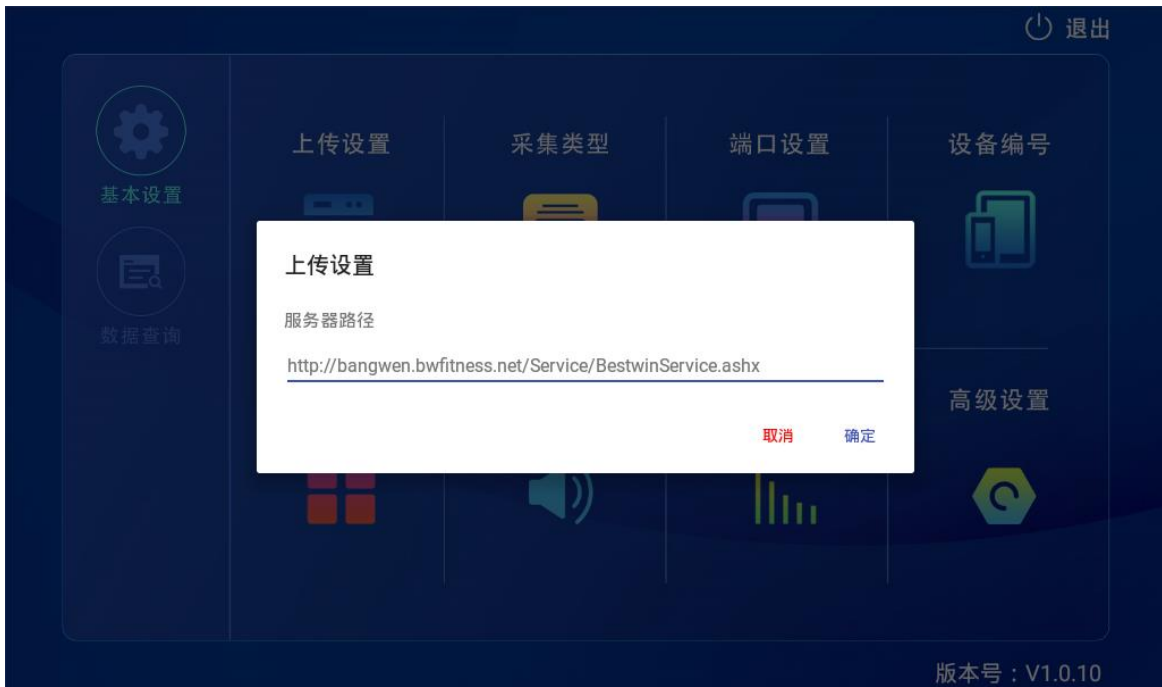 退出
上传设置
采集类型
端口设置
设备编号
基本设置
数据查询
上传设置
服务器路径
http://bangwen.bwfitness.net/Service/BestwinService.ashx
取消
确定
高级设置
版本号：V1.0.10